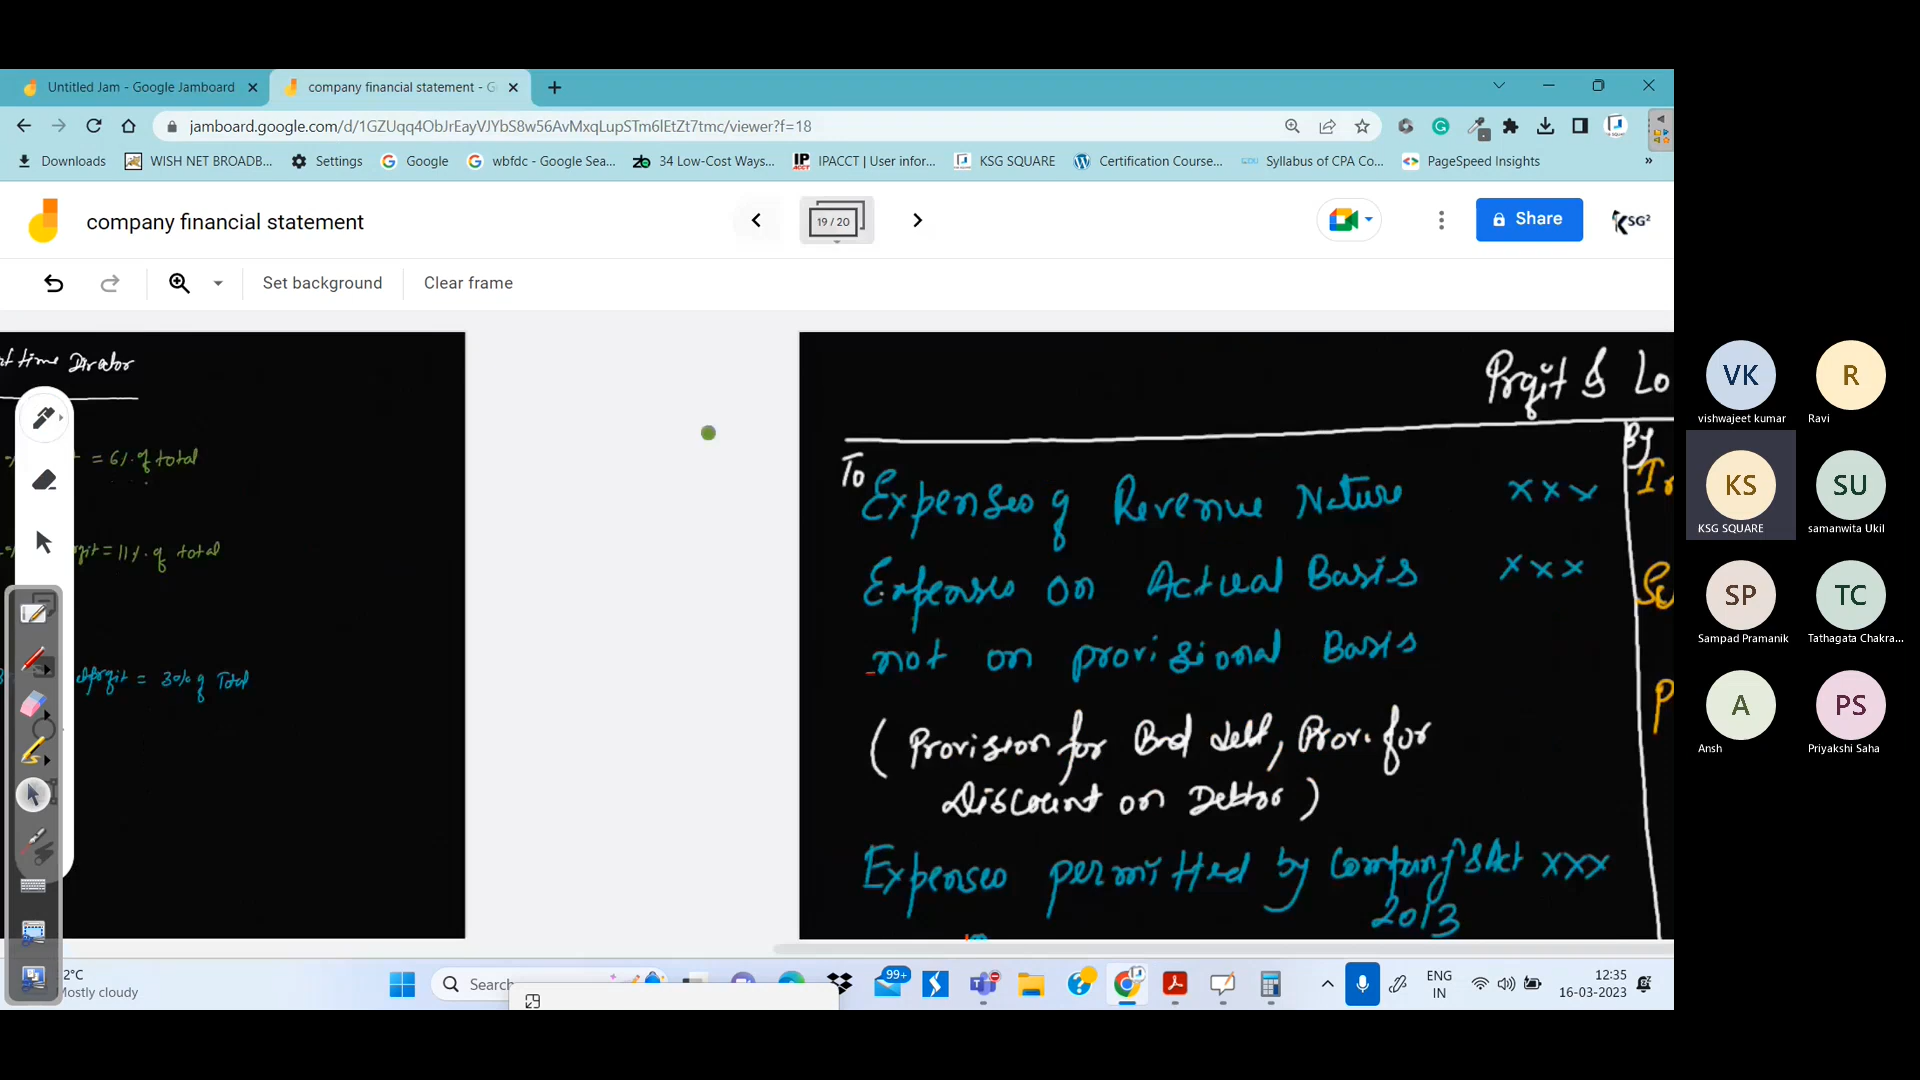 Untitled Jam - Google Jamboard
company financial statement - G
jamboard.google.com/d/1GZUqq4ObJrEayVJYbS8w56AvMxqLupSTm6lEtZt7tmc/viewer?f=18
Downloads
WISH NET BROADB...
Settings
Google
wbfdc - Google Sea...
34 Low-Cost Ways...
IPACCT | User infor...
KSG SQUARE
Certification Course...
Syllabus of CPA Co...
PageSpeed Insights
»
company financial statement
19 / 20
Share
KSG²
Set background
Clear frame
time Director
= 6% of total
= 11% of total
= 30% of Total
Profit & Lo
To
By
Expenses of Revenue Nature xxx
Expenses on Actual Basis xxx
not on provisional Basis
(Provision for Bad debt, Prov. for
Discount on Debtor)
Expenses permitted by Company's Act xxx
2013
VK
vishwajeet kumar
R
Ravi
KS
KSG SQUARE
SU
samanwita Ukil
SP
Sampad Pramanik
TC
Tathagata Chakra...
A
Ansh
PS
Priyakshi Saha
2°C
Mostly cloudy
Search
99+
ENG
IN
12:35
16-03-2023